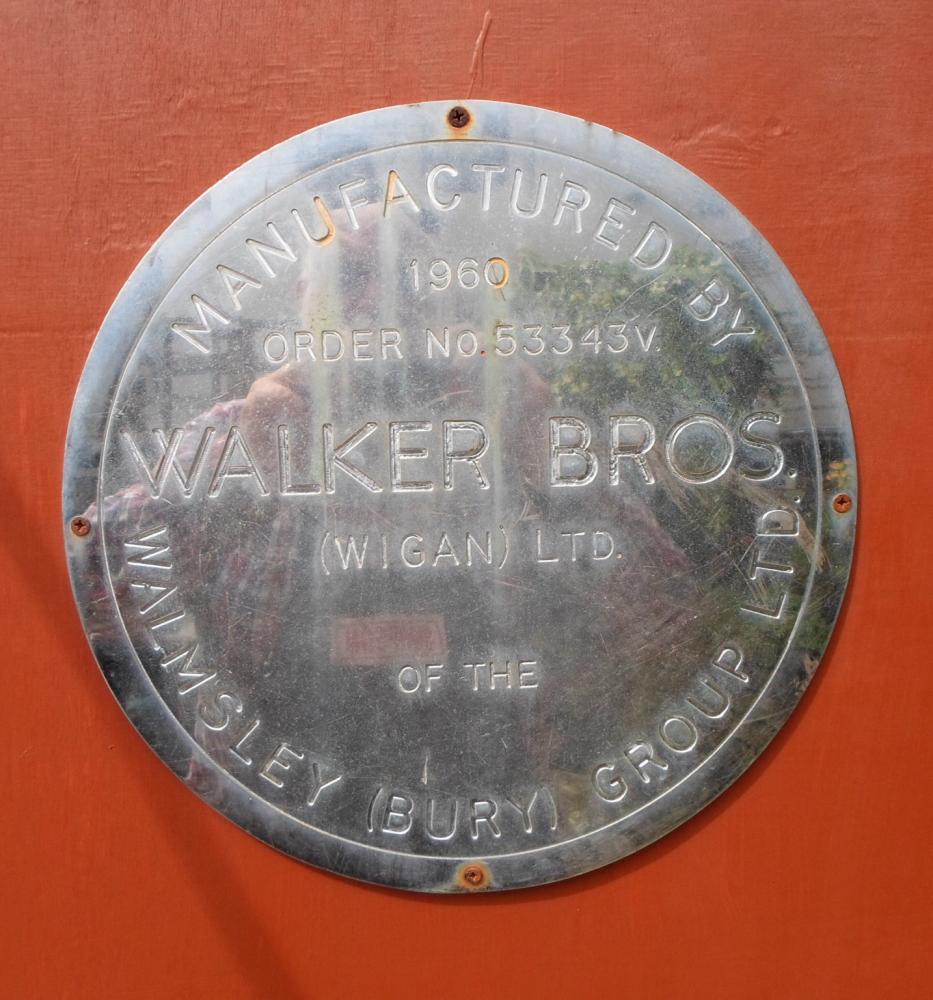 MANUFACTURED BY
1960
ORDER No. 53343V.
WALKER BROS.
(WIGAN) LTD.
OF THE
WALMSLEY (BURY) GROUP LTD.